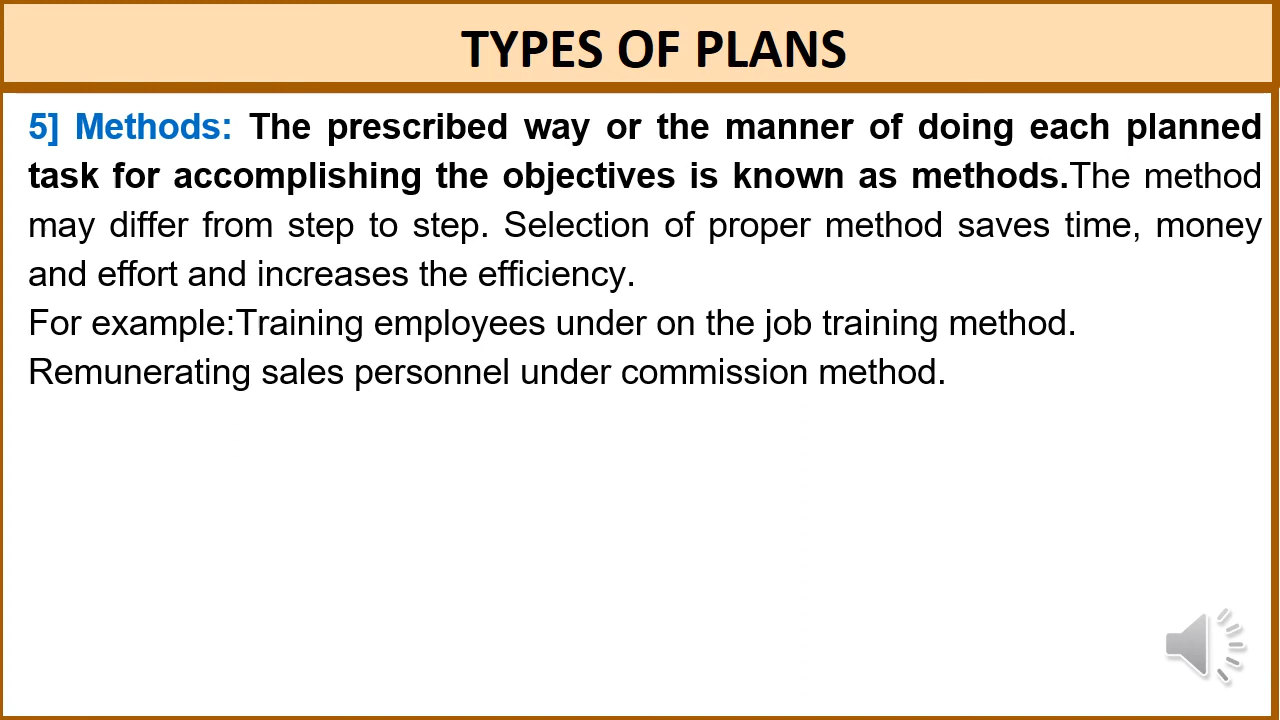 TYPES OF PLANS
5] Methods: The prescribed way or the manner of doing each planned
task for accomplishing the objectives is known as methods.The method
may differ from step to step. Selection of proper method saves time, money
and effort and increases the efficiency.
For example:Training employees under on the job training method.
Remunerating sales personnel under commission method.